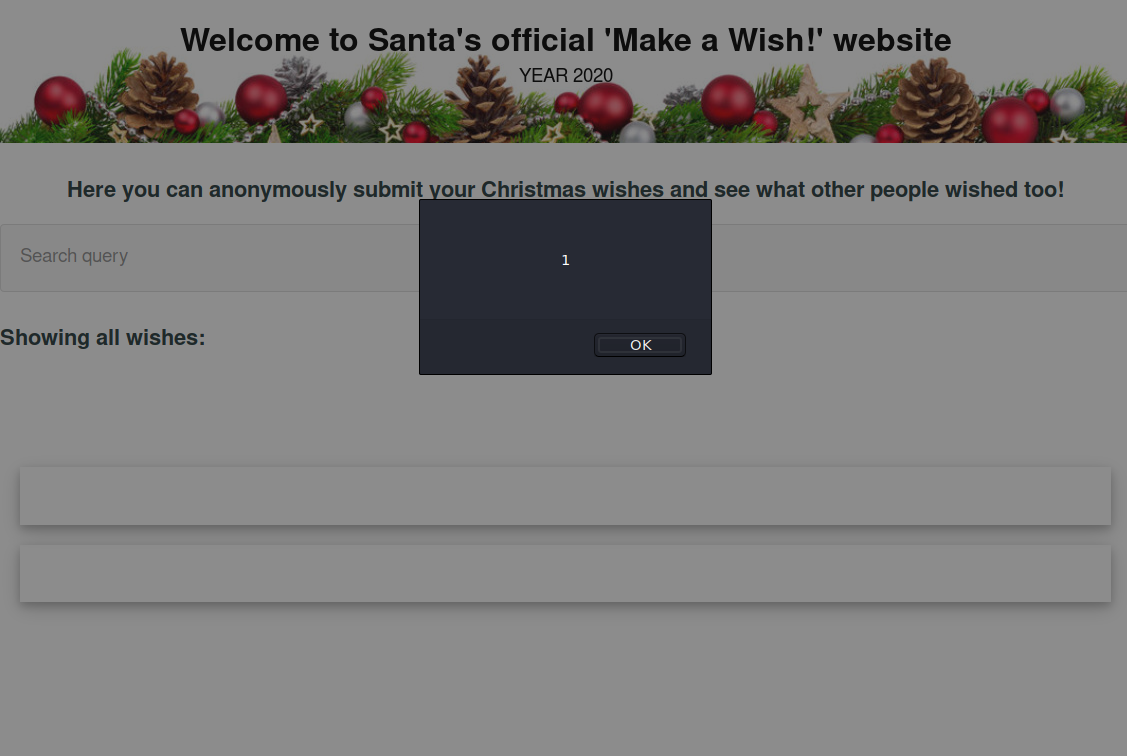 Welcome to Santa's official 'Make a Wish!' website
YEAR 2020
Here you can anonymously submit your Christmas wishes and see what other people wished too!
Search query
1
OK
Showing all wishes: